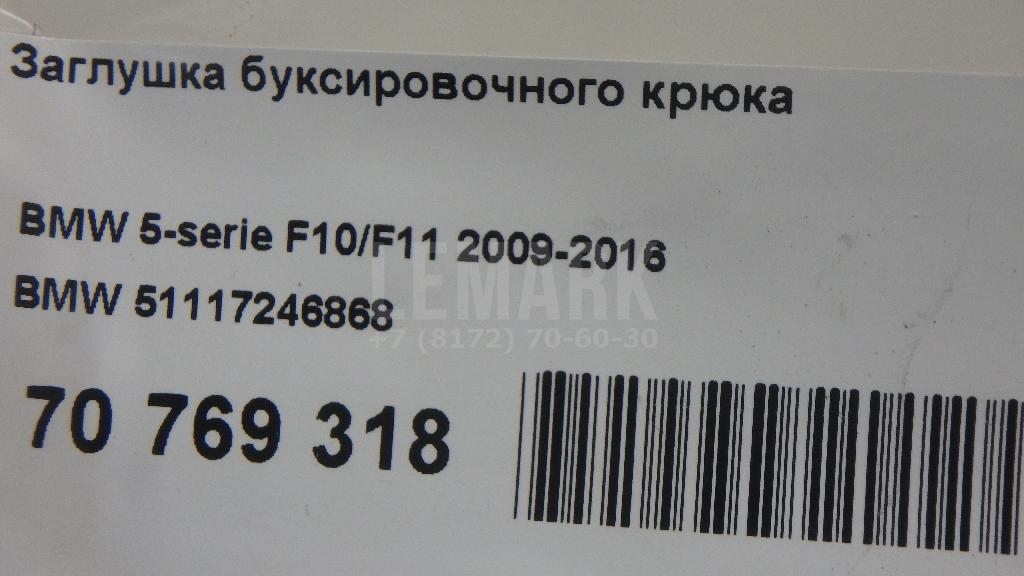 Заглушка буксировочного крюка
BMW 5-serie F10/F11 2009-2016
BMW 51117246868
LEMARK
+7 (8172) 70-60-30
70 769 318